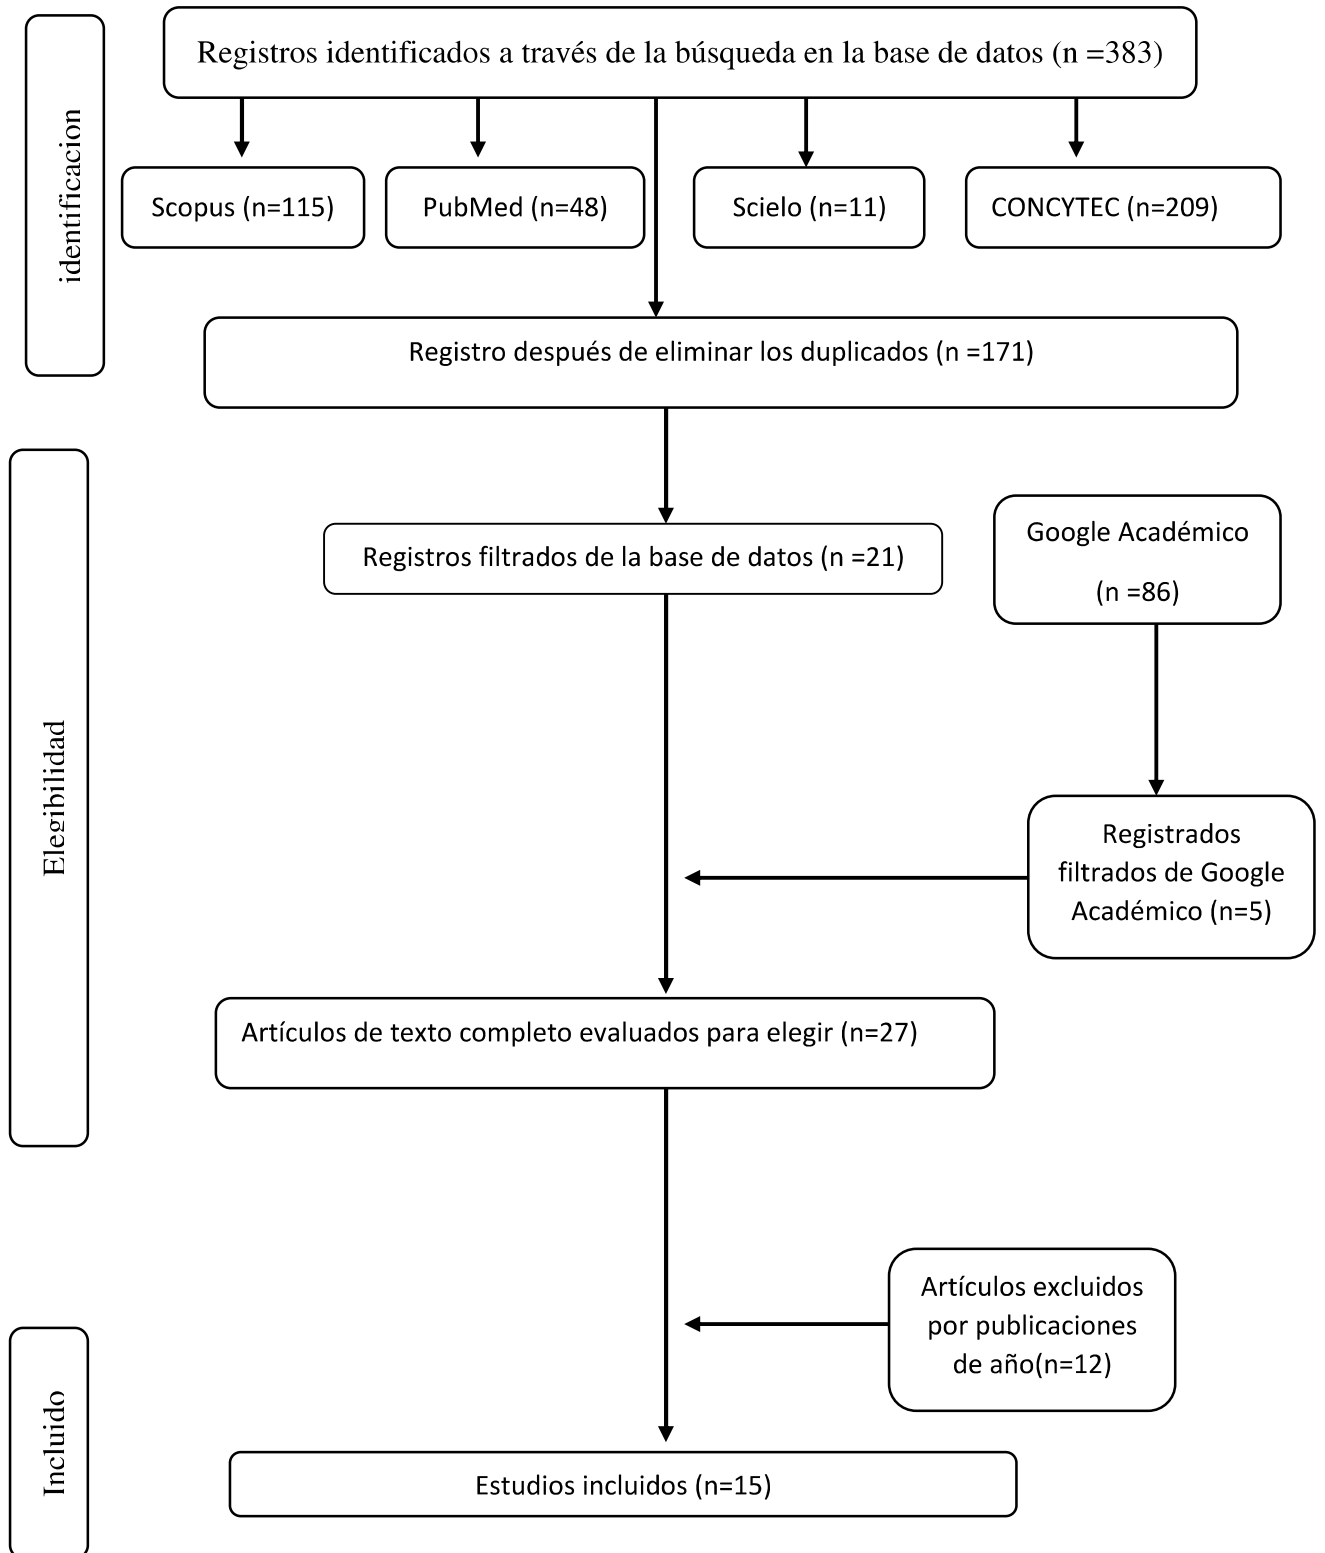 identificacion
Registros identificados a través de la búsqueda en la base de datos (n =383)
Scopus (n=115)
PubMed (n=48)
Scielo (n=11)
CONCYTEC (n=209)
Registro después de eliminar los duplicados (n =171)
Elegibilidad
Registros filtrados de la base de datos (n =21)
Google Académico
(n =86)
Registrados
filtrados de Google
Académico (n=5)
Artículos de texto completo evaluados para elegir (n=27)
Artículos excluidos
por publicaciones
de año(n=12)
Incluido
Estudios incluidos (n=15)